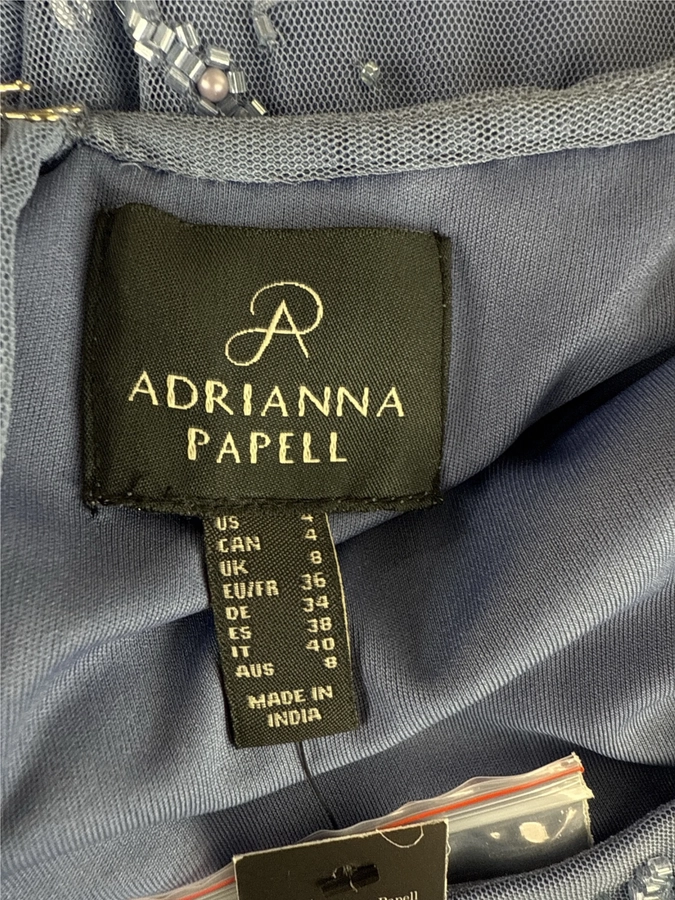 ADRIANNA
PAPELL
US 4
CAN 4
UK 8
EU/FR 36
DE 34
ES 38
IT 40
AUS 8
MADE IN
INDIA
Papell